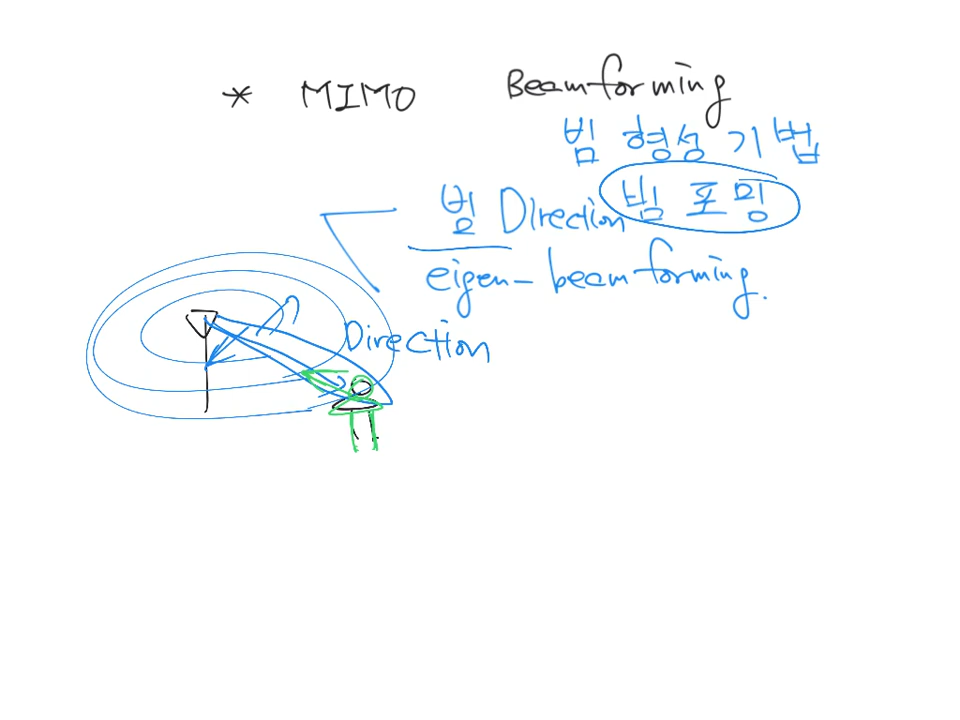 * MIMO Beamforming
빔 형성 기법
빔 Direction 빔 포밍
eigen-beamforming.
Direction